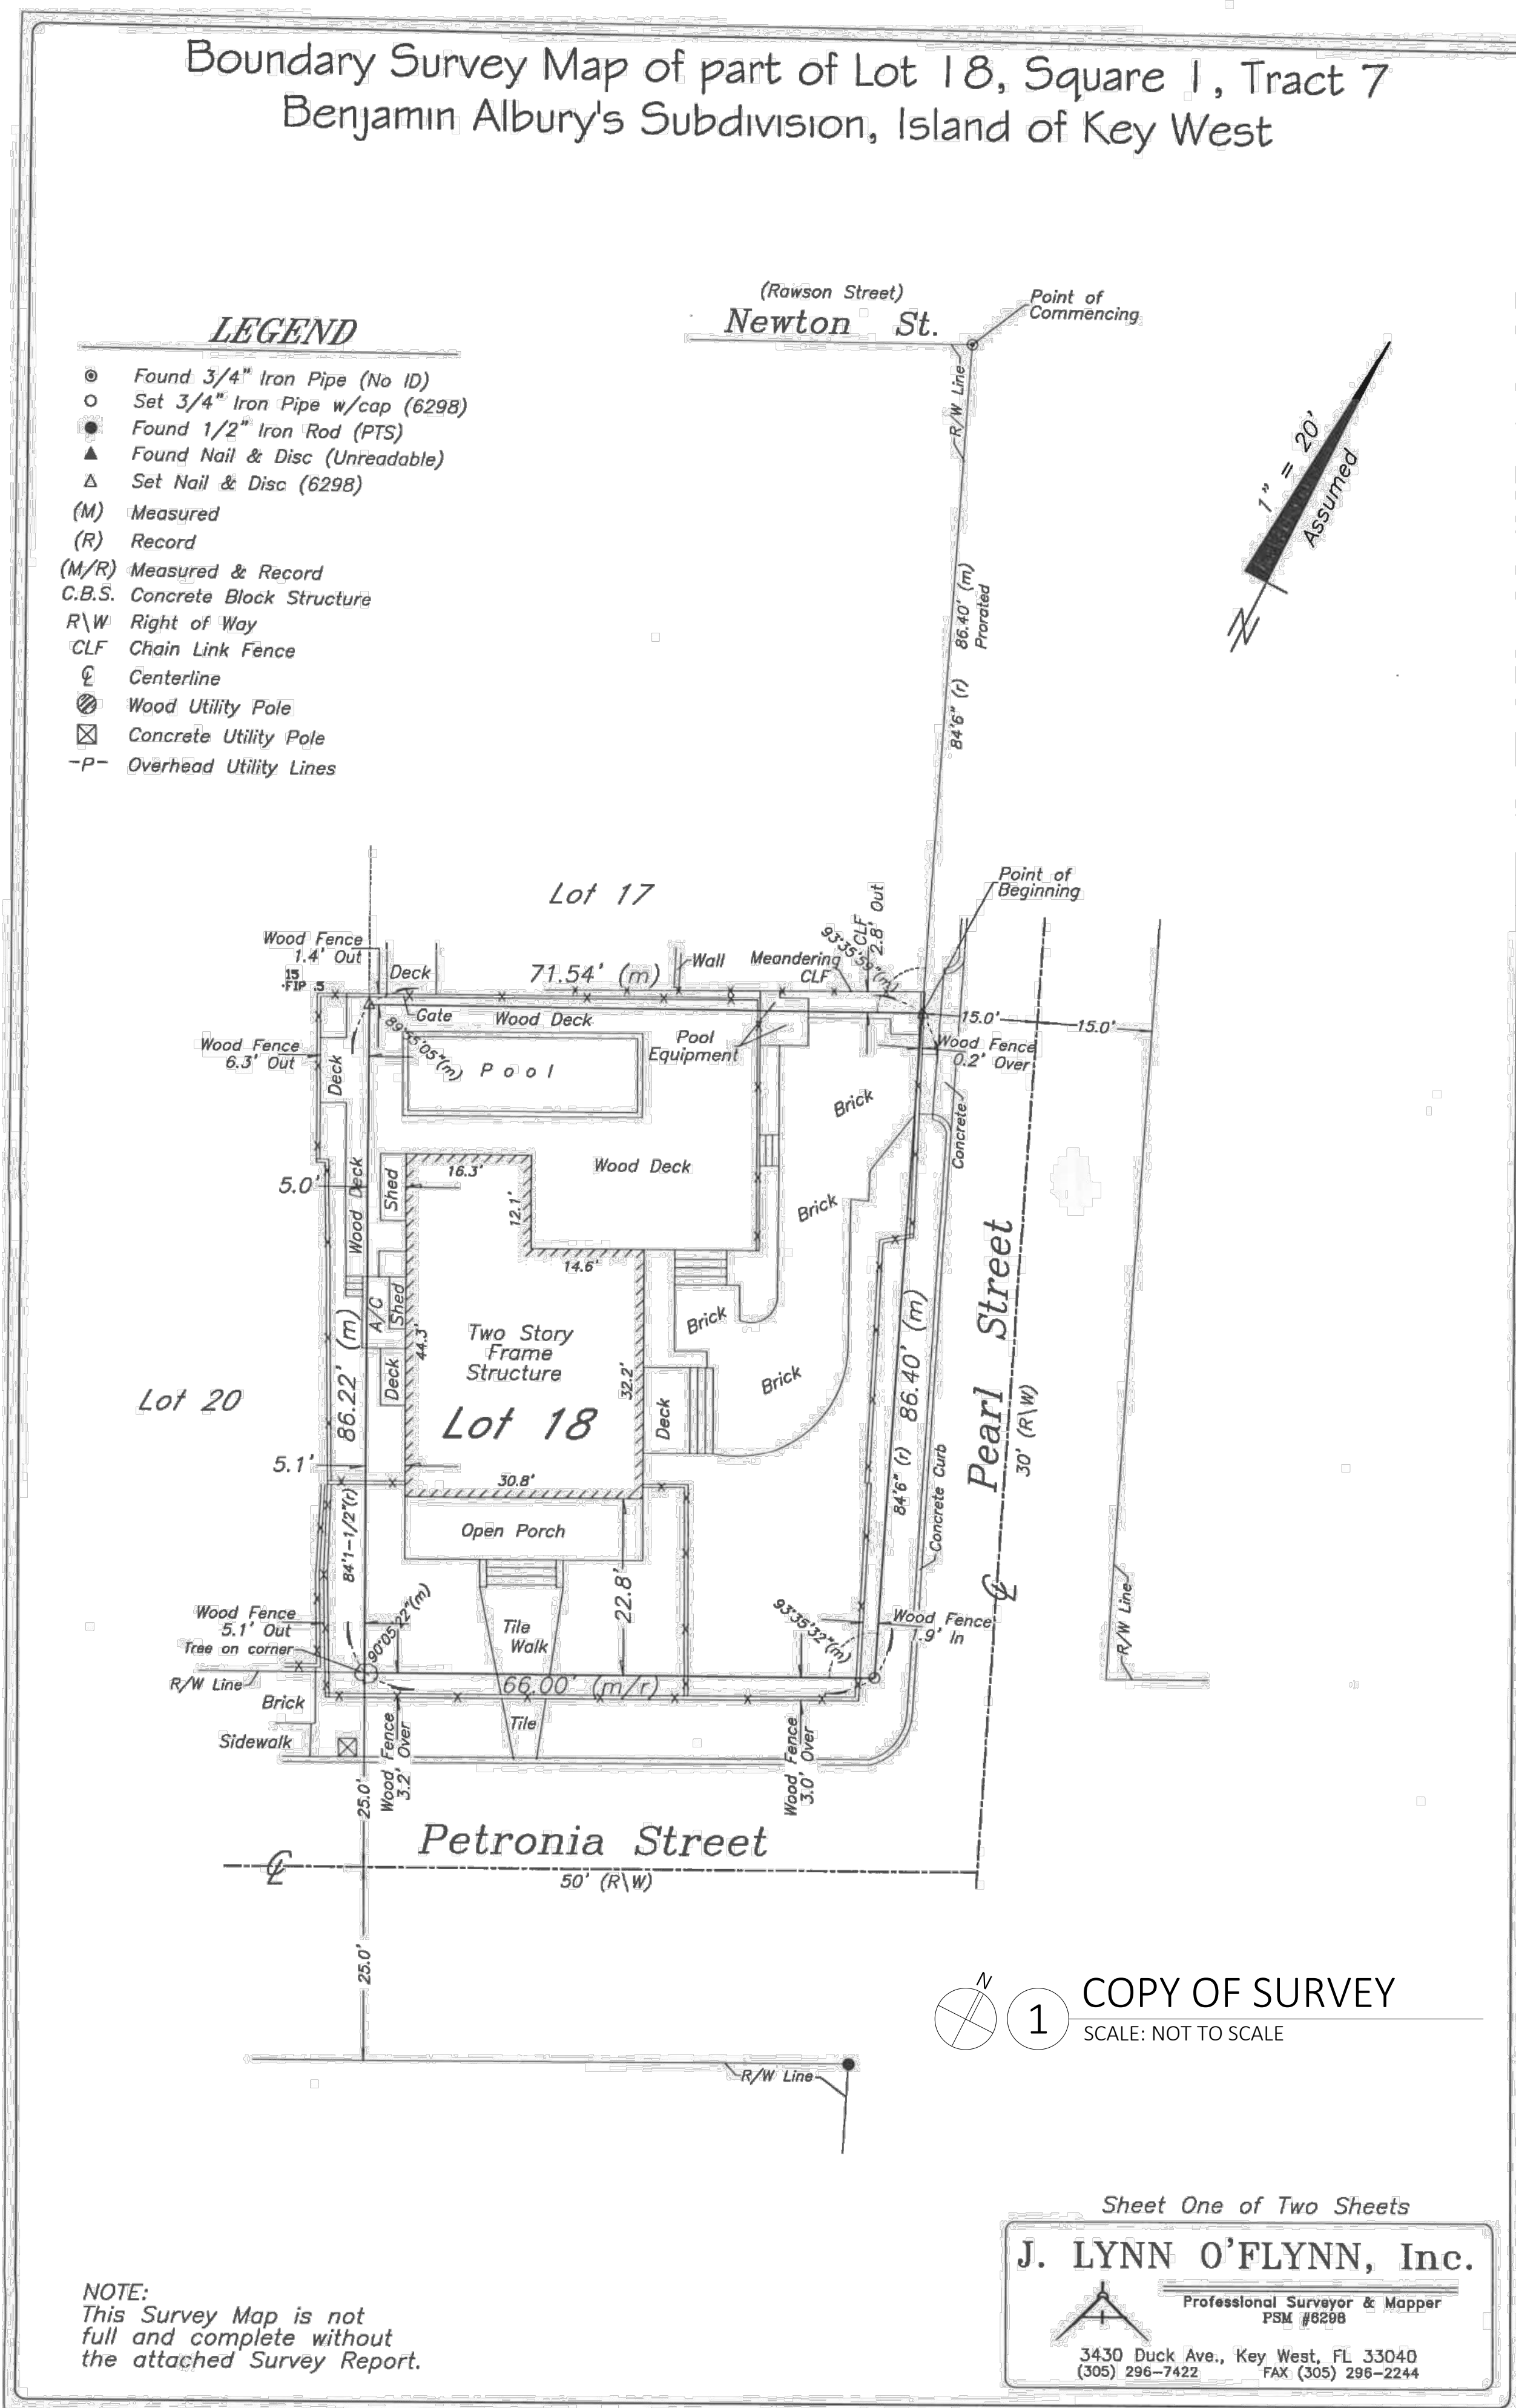 Boundary Survey Map of part of Lot 18, Square 1, Tract 7
Benjamin Albury's Subdivision, Island of Key West
(Rawson Street)
Newton St.
Point of
Commencing
R/W Line
LEGEND
Found 3/4" Iron Pipe (No ID)
Set 3/4" Iron Pipe w/cap (6298)
Found 1/2" Iron Rod (PTS)
Found Nail & Disc (Unreadable)
Set Nail & Disc (6298)
(M) Measured
(R) Record
(M/R) Measured & Record
C.B.S. Concrete Block Structure
R\W Right of Way
CLF Chain Link Fence
℄ Centerline
Wood Utility Pole
Concrete Utility Pole
-P- Overhead Utility Lines
1" = 20'
Assumed
N
84'6" (r) 86.40' (m)
Prorated
Lot 17
Point of
Beginning
Wood Fence
1.4' Out
15
FIP .5
Deck
71.54' (m)
Wall
Meandering
CLF
93°35'59"(m)
CLF
2.8' Out
Gate
Wood Deck
15.0'
15.0'
Wood Fence
6.3' Out
Deck
89°55'05"(m)
Pool
Pool
Equipment
Wood Fence
0.2' Over
Brick
Concrete
5.0'
Wood Deck
Shed
16.3'
12.1'
Wood Deck
Brick
14.6'
A/C
Shed
44.3'
Two Story
Frame
Structure
Brick
32.2'
Brick
Lot 20
86.22' (m)
Deck
Lot 18
Deck
84'6" (r) 86.40' (m)
Concrete Curb
Pearl Street
30' (R\W)
5.1'
30.8'
84'1-1/2"(r)
Open Porch
22.8'
℄
R/W Line
Wood Fence
5.1' Out
Tree on corner
90°05'22"(m)
Tile
Walk
93°35'32"(m)
Wood Fence
1.9' In
R/W Line
66.00' (m/r)
Brick
Sidewalk
Tile
Wood Fence
3.2' Over
Wood Fence
3.0' Over
25.0'
Petronia Street
℄
50' (R\W)
25.0'
R/W Line
N
1
COPY OF SURVEY
SCALE: NOT TO SCALE
Sheet One of Two Sheets
J. LYNN O'FLYNN, Inc.
Professional Surveyor & Mapper
PSM #6298
3430 Duck Ave., Key West, FL 33040
(305) 296-7422 FAX (305) 296-2244
NOTE:
This Survey Map is not
full and complete without
the attached Survey Report.